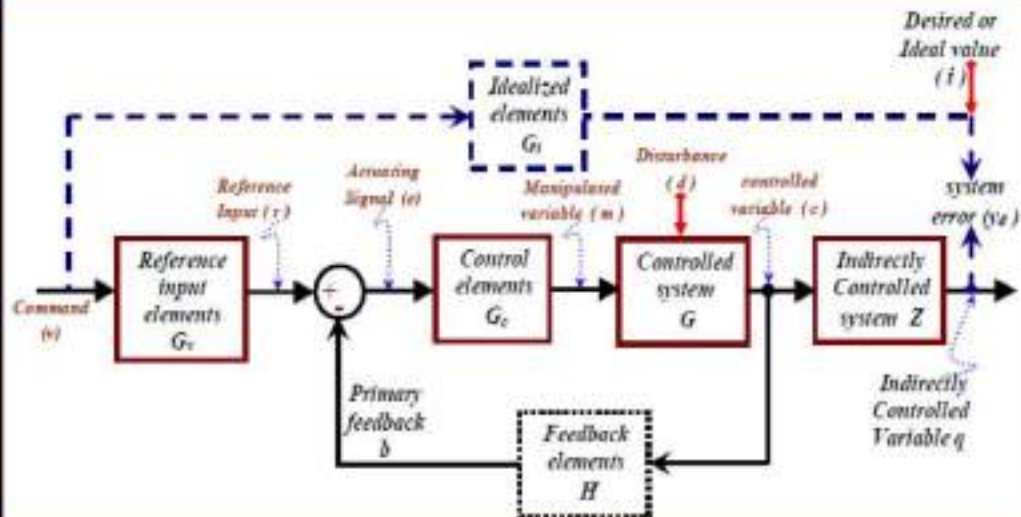 Desired or
Ideal value
(i)
Idealized
elements
Gi
Disturbance
(d)
Actuating
Signal (e)
Reference
Input (r)
Manipulated
variable (m)
controlled
variable (c)
system
error (ye)
Command
(v)
Reference
input
elements
Gv
+
-
Control
elements
Gc
Controlled
system
G
Indirectly
Controlled
system Z
Primary
feedback
b
Feedback
elements
H
Indirectly
Controlled
Variable q